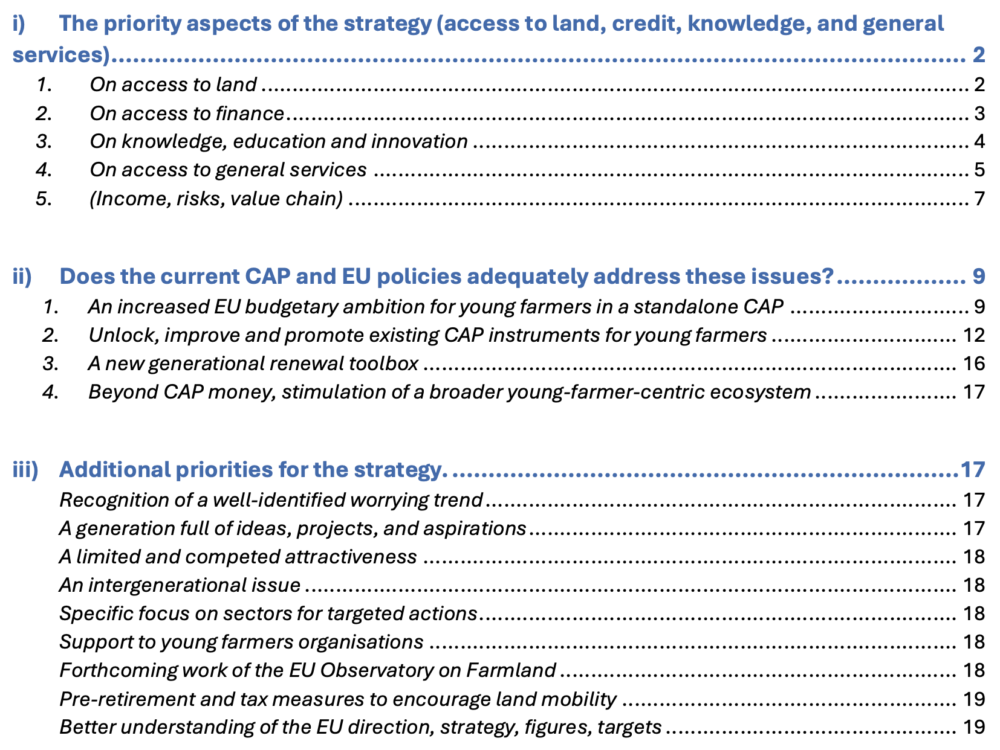 i) The priority aspects of the strategy (access to land, credit, knowledge, and general
services)........................................................................................................................ 2
1. On access to land ................................................................................................................ 2
2. On access to finance............................................................................................................ 3
3. On knowledge, education and innovation .............................................................................. 4
4. On access to general services .............................................................................................. 5
5. (Income, risks, value chain) .................................................................................................. 7
ii) Does the current CAP and EU policies adequately address these issues?.................. 9
1. An increased EU budgetary ambition for young farmers in a standalone CAP ............................. 9
2. Unlock, improve and promote existing CAP instruments for young farmers .............................. 12
3. A new generational renewal toolbox ...................................................................................... 16
4. Beyond CAP money, stimulation of a broader young-farmer-centric ecosystem ....................... 17
iii) Additional priorities for the strategy. ......................................................................17
Recognition of a well-identified worrying trend............................................................................ 17
A generation full of ideas, projects, and aspirations..................................................................... 17
A limited and competed attractiveness ...................................................................................... 18
An intergenerational issue ......................................................................................................... 18
Specific focus on sectors for targeted actions............................................................................. 18
Support to young farmers organisations ..................................................................................... 18
Forthcoming work of the EU Observatory on Farmland ................................................................ 18
Pre-retirement and tax measures to encourage land mobility ...................................................... 19
Better understanding of the EU direction, strategy, figures, targets ............................................... 19